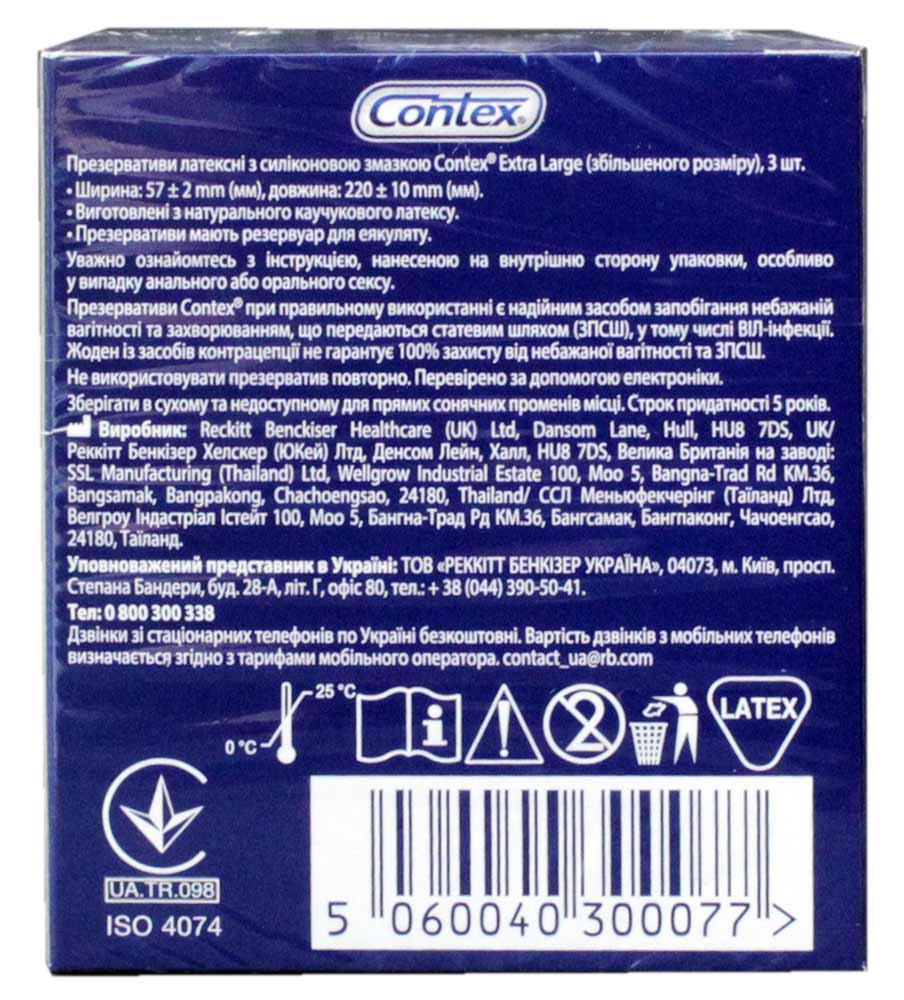 Contex®
Презервативи латексні з силіконовою змазкою Contex® Extra Large (збільшеного розміру), 3 шт.
• Ширина: 57 ± 2 mm (мм), довжина: 220 ± 10 mm (мм).
• Виготовлені з натурального каучукового латексу.
• Презервативи мають резервуар для еякуляту.
Уважно ознайомтесь з інструкцією, нанесеною на внутрішню сторону упаковки, особливо
у випадку анального або орального сексу.
Презервативи Contex® при правильному використанні є надійним засобом запобігання небажаній
вагітності та захворюванням, що передаються статевим шляхом (ЗПСШ), у тому числі ВІЛ-інфекції.
Жоден із засобів контрацепції не гарантує 100% захисту від небажаної вагітності та ЗПСШ.
Не використовувати презерватив повторно. Перевірено за допомогою електроніки.
Зберігати в сухому та недоступному для прямих сонячних променів місці. Строк придатності 5 років.
Виробник: Reckitt Benckiser Healthcare (UK) Ltd, Dansom Lane, Hull, HU8 7DS, UK/
Реккітт Бенкізер Хелскер (ЮКей) Лтд, Денсом Лейн, Халл, HU8 7DS, Велика Британія на заводі:
SSL Manufacturing (Thailand) Ltd, Wellgrow Industrial Estate 100, Moo 5, Bangna-Trad Rd KM.36,
Bangsamak, Bangpakong, Chachoengsao, 24180, Thailand/ ССЛ Меньюфекчерінг (Таїланд) Лтд,
Велгроу Індастріал Істейт 100, Моо 5, Бангна-Трад Рд КМ.36, Бангсамак, Бангпаконг, Чачоенгсао,
24180, Таїланд.
Уповноважений представник в Україні: ТОВ «РЕККІТТ БЕНКІЗЕР УКРАЇНА», 04073, м. Київ, просп.
Степана Бандери, буд. 28-А, літ. Г, офіс 80, тел.: + 38 (044) 390-50-41.
Тел: 0 800 300 338
Дзвінки зі стаціонарних телефонів по Україні безкоштовні. Вартість дзвінків з мобільних телефонів
визначається згідно з тарифами мобільного оператора. contact_ua@rb.com
25 °C
0 °C
LATEX
UA.TR.098
ISO 4074
5 060040 300077 >